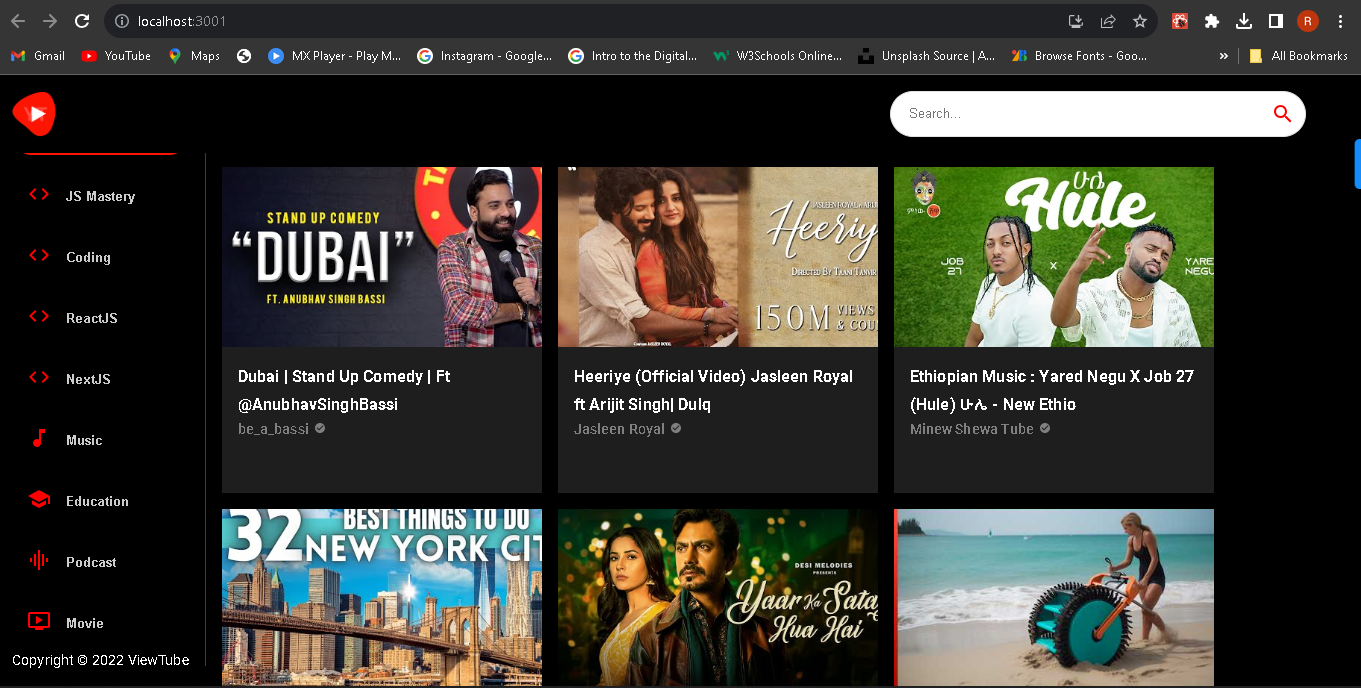 localhost:3001
R
Gmail
YouTube
Maps
MX Player - Play M...
Instagram - Google...
Intro to the Digital...
W3Schools Online...
Unsplash Source | A...
Browse Fonts - Goo...
»
All Bookmarks
Search...
JS Mastery
Coding
ReactJS
NextJS
Music
Education
Podcast
Movie
Copyright © 2022 ViewTube
STAND UP COMEDY
“DUBAI”
FT. ANUBHAV SINGH BASSI
Dubai | Stand Up Comedy | Ft
@AnubhavSinghBassi
be_a_bassi
JASLEEN ROYAL
Heeriy
DIRECTED BY TAANI TANVIR
150M VIEWS
& COU
Heeriye (Official Video) Jasleen Royal
ft Arijit Singh| Dulq
Jasleen Royal
ሁሌ
Hule
JOB
27
X
YARE
NEGU
Ethiopian Music : Yared Negu X Job 27
(Hule) ሁሌ - New Ethio
Minew Shewa Tube
32 BEST THINGS TO DO
NEW YORK CIT
DESI MELODIES
PRESENTS
Yaar Ka Sata
Hua Hai